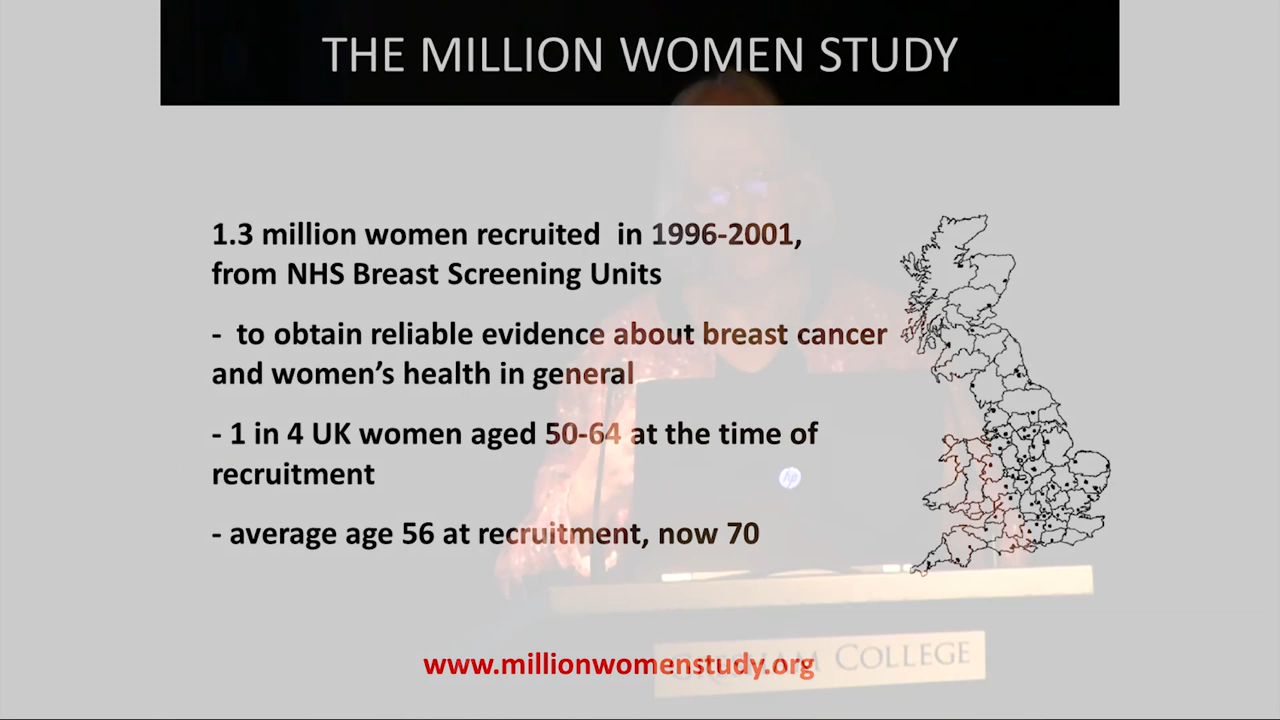 THE MILLION WOMEN STUDY
1.3 million women recruited in 1996-2001,
from NHS Breast Screening Units
- to obtain reliable evidence about breast cancer
and women's health in general
- 1 in 4 UK women aged 50-64 at the time of
recruitment
- average age 56 at recruitment, now 70
hp
www.millionwomenstudy.org
GRESHAM COLLEGE